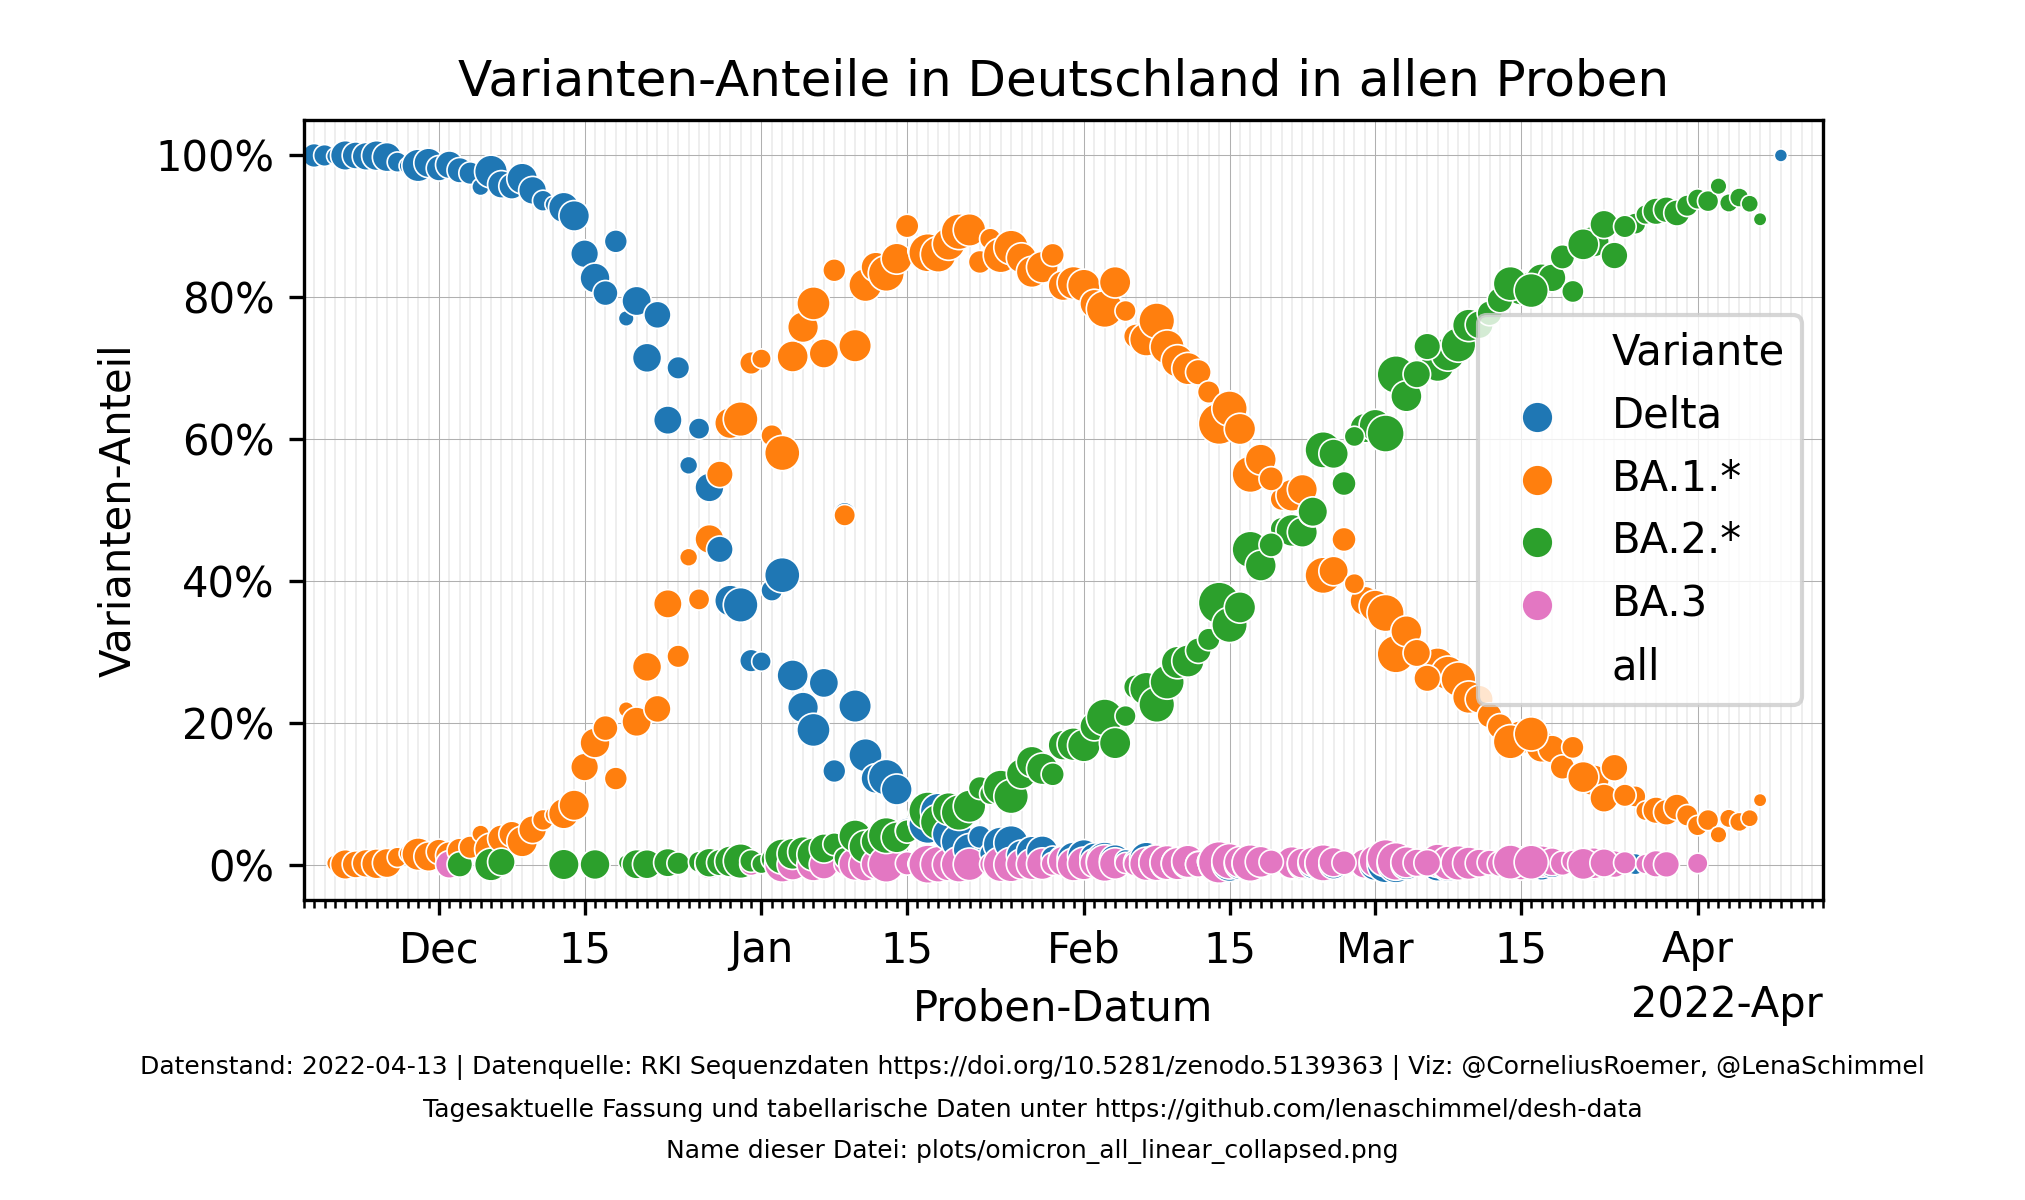 Varianten-Anteile in Deutschland in allen Proben
Varianten-Anteil
100%
80%
60%
40%
20%
0%
Variante
Delta
BA.1.*
BA.2.*
BA.3
all
Dec 15 Jan 15 Feb 15 Mar 15 Apr
Proben-Datum
2022-Apr
Datenstand: 2022-04-13 | Datenquelle: RKI Sequenzdaten https://doi.org/10.5281/zenodo.5139363 | Viz: @CorneliusRoemer, @LenaSchimmel
Tagesaktuelle Fassung und tabellarische Daten unter https://github.com/lenaschimmel/desh-data
Name dieser Datei: plots/omicron_all_linear_collapsed.png